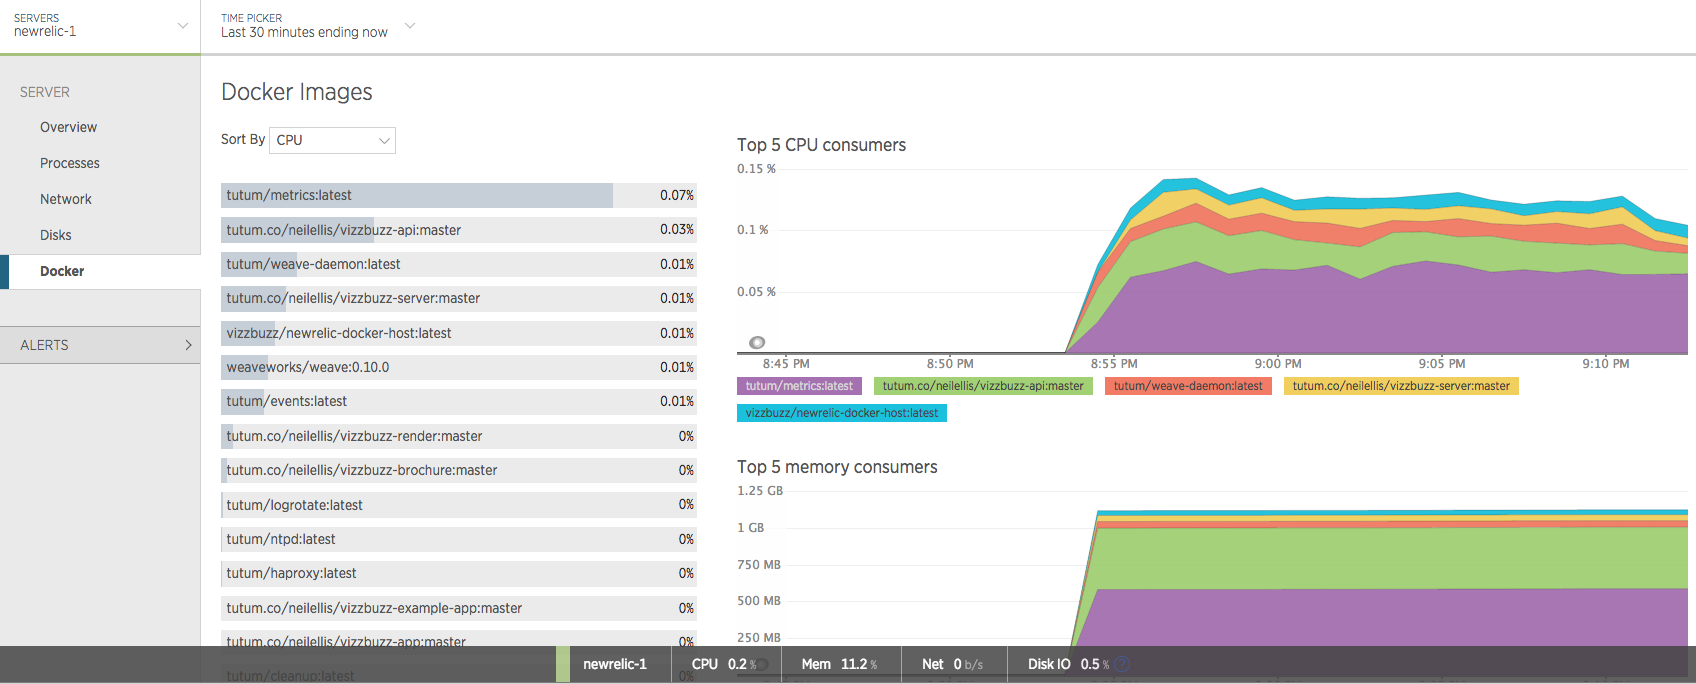 SERVERS
newrelic-1
TIME PICKER
Last 30 minutes ending now
SERVER
Overview
Processes
Network
Disks
Docker
ALERTS
Docker Images
Sort By CPU
tutum/metrics:latest 0.07%
tutum.co/neilellis/vizzbuzz-api:master 0.03%
tutum/weave-daemon:latest 0.01%
tutum.co/neilellis/vizzbuzz-server:master 0.01%
vizzbuzz/newrelic-docker-host:latest 0.01%
weaveworks/weave:0.10.0 0.01%
tutum/events:latest 0.01%
tutum.co/neilellis/vizzbuzz-render:master 0%
tutum.co/neilellis/vizzbuzz-brochure:master 0%
tutum/logrotate:latest 0%
tutum/ntpd:latest 0%
tutum/haproxy:latest 0%
tutum.co/neilellis/vizzbuzz-example-app:master 0%
tutum.co/neilellis/vizzbuzz-app:master 0%
tutum/cleanup:latest 0%
Top 5 CPU consumers
0.15 %
0.1 %
0.05 %
8:45 PM 8:50 PM 8:55 PM 9:00 PM 9:05 PM 9:10 PM
tutum/metrics:latest tutum.co/neilellis/vizzbuzz-api:master tutum/weave-daemon:latest tutum.co/neilellis/vizzbuzz-server:master
vizzbuzz/newrelic-docker-host:latest
Top 5 memory consumers
1.25 GB
1 GB
750 MB
500 MB
250 MB
newrelic-1 CPU 0.2 % Mem 11.2 % Net 0 b/s Disk IO 0.5 % ?